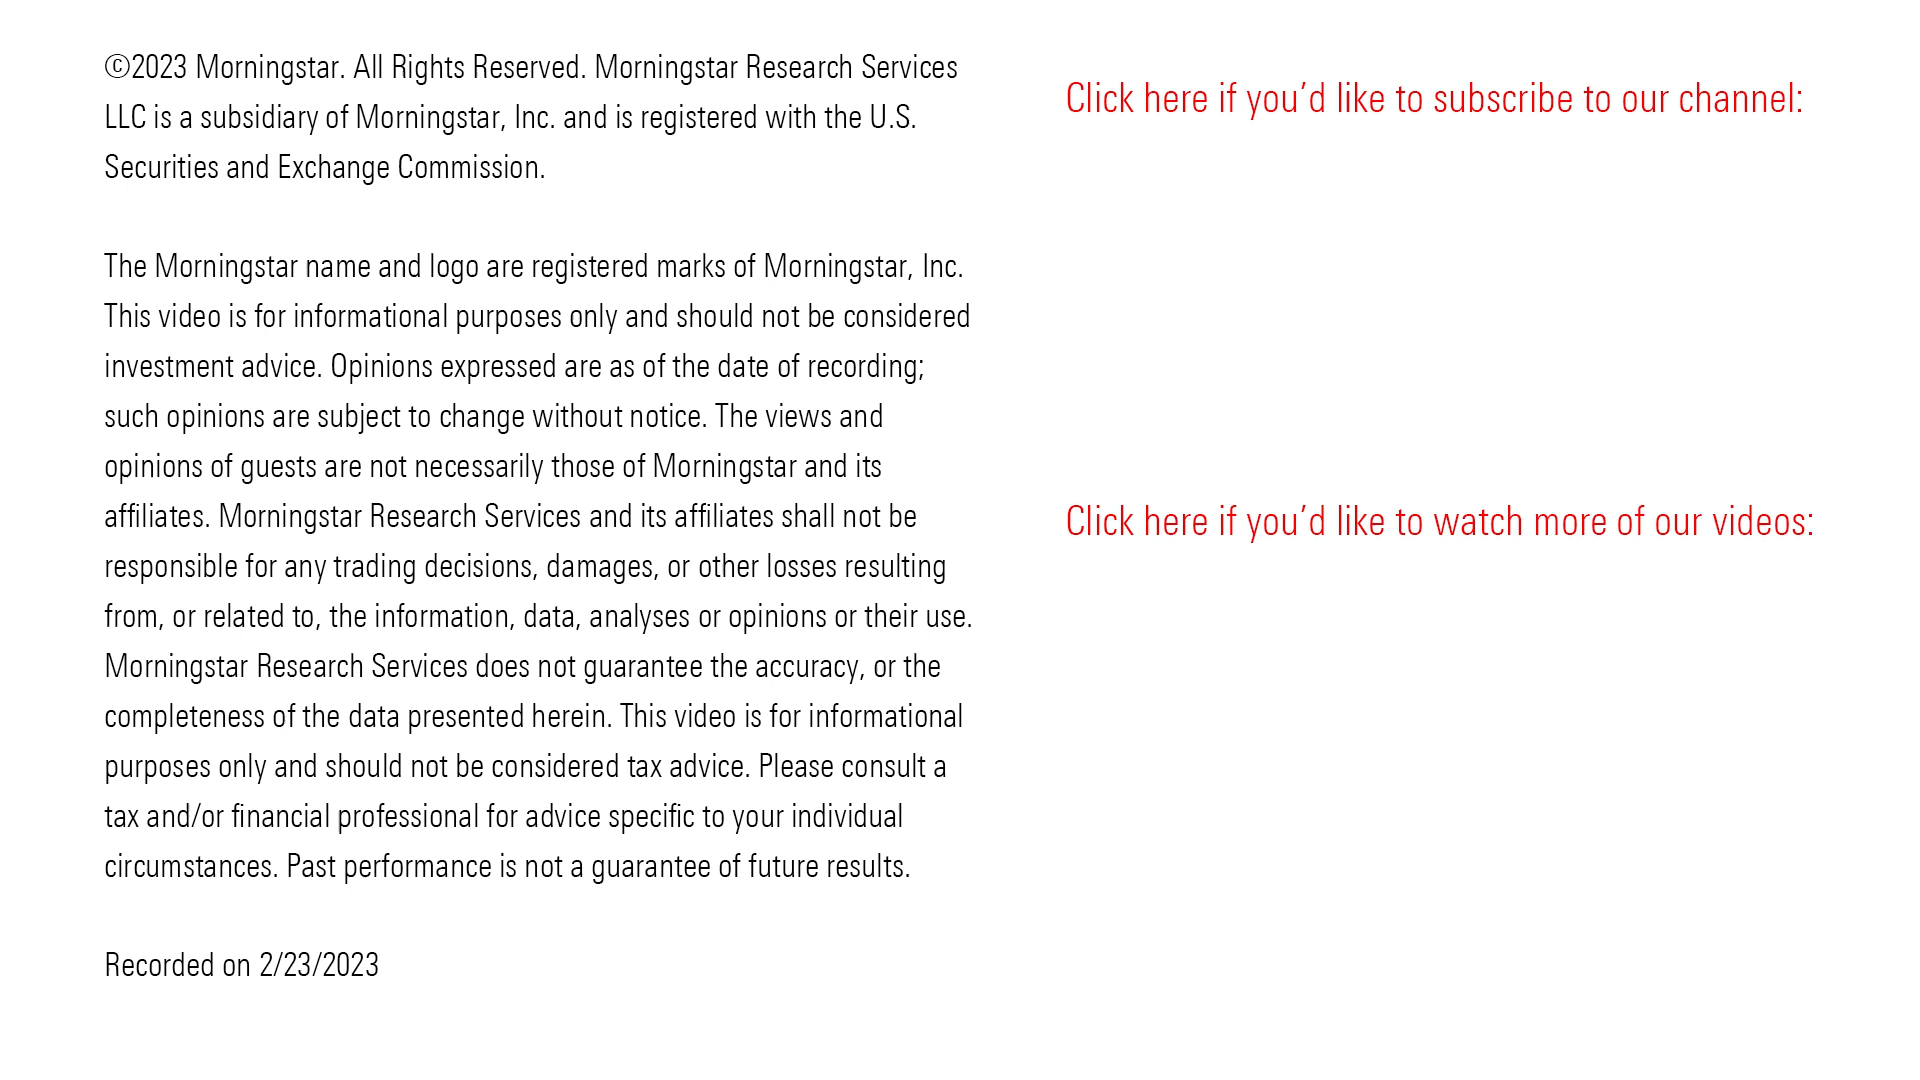 ©2023 Morningstar. All Rights Reserved. Morningstar Research Services
LLC is a subsidiary of Morningstar, Inc. and is registered with the U.S.
Securities and Exchange Commission.
The Morningstar name and logo are registered marks of Morningstar, Inc.
This video is for informational purposes only and should not be considered
investment advice. Opinions expressed are as of the date of recording;
such opinions are subject to change without notice. The views and
opinions of guests are not necessarily those of Morningstar and its
affiliates. Morningstar Research Services and its affiliates shall not be
responsible for any trading decisions, damages, or other losses resulting
from, or related to, the information, data, analyses or opinions or their use.
Morningstar Research Services does not guarantee the accuracy, or the
completeness of the data presented herein. This video is for informational
purposes only and should not be considered tax advice. Please consult a
tax and/or financial professional for advice specific to your individual
circumstances. Past performance is not a guarantee of future results.
Recorded on 2/23/2023
Click here if you’d like to subscribe to our channel:
Click here if you’d like to watch more of our videos: